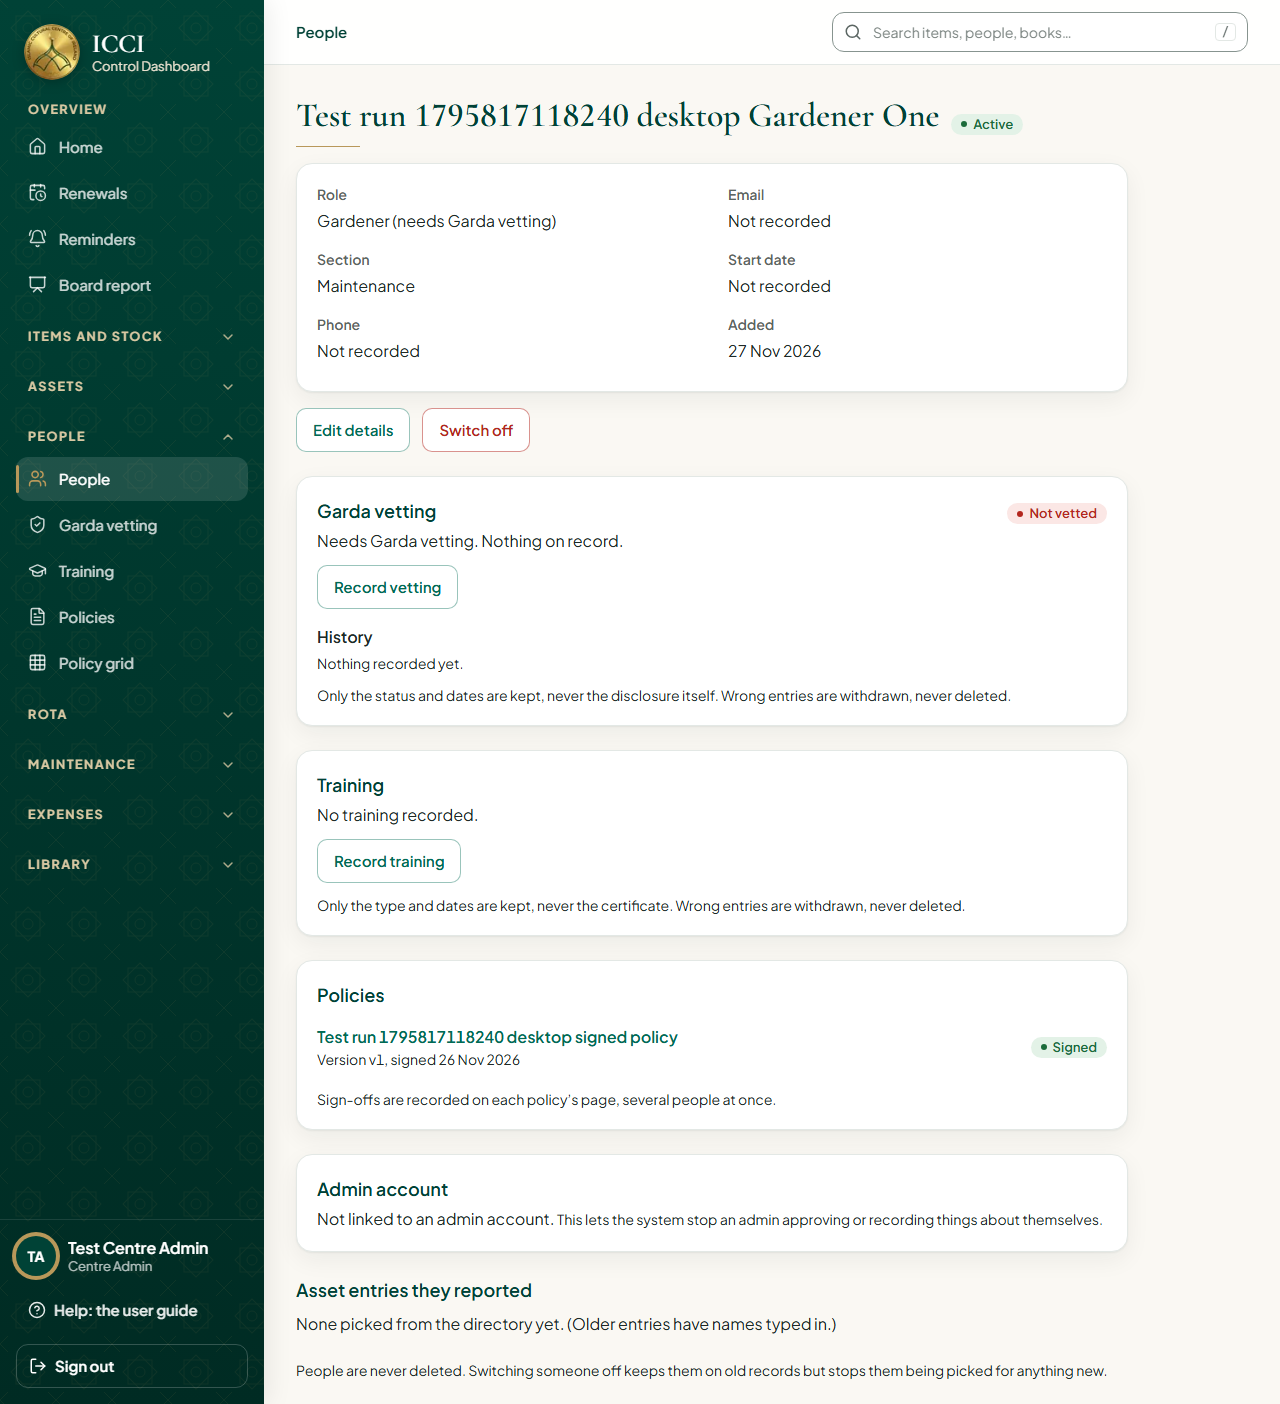 ICCI
Control Dashboard
OVERVIEW
Home
Renewals
Reminders
Board report
ITEMS AND STOCK
ASSETS
PEOPLE
People
Garda vetting
Training
Policies
Policy grid
ROTA
MAINTENANCE
EXPENSES
LIBRARY
TA
Test Centre Admin
Centre Admin
Help: the user guide
Sign out
People
Search items, people, books...
/
Test run 1795817118240 desktop Gardener One
Active
Role
Gardener (needs Garda vetting)
Email
Not recorded
Section
Maintenance
Start date
Not recorded
Phone
Not recorded
Added
27 Nov 2026
Edit details
Switch off
Garda vetting
Not vetted
Needs Garda vetting. Nothing on record.
Record vetting
History
Nothing recorded yet.
Only the status and dates are kept, never the disclosure itself. Wrong entries are withdrawn, never deleted.
Training
No training recorded.
Record training
Only the type and dates are kept, never the certificate. Wrong entries are withdrawn, never deleted.
Policies
Test run 1795817118240 desktop signed policy
Version v1, signed 26 Nov 2026
Signed
Sign-offs are recorded on each policy's page, several people at once.
Admin account
Not linked to an admin account. This lets the system stop an admin approving or recording things about themselves.
Asset entries they reported
None picked from the directory yet. (Older entries have names typed in.)
People are never deleted. Switching someone off keeps them on old records but stops them being picked for anything new.